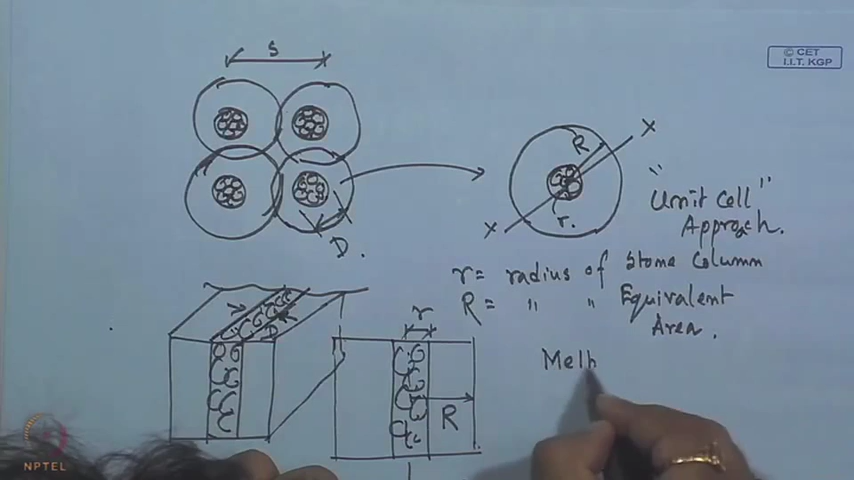 © CET
I.I.T. KGP
S
D.
R
X
X
r.
"Unit Cell"
Approach.
r = radius of Stone Column
R = " " Equivalent
Area.
r
R
D
Meth
NPTEL